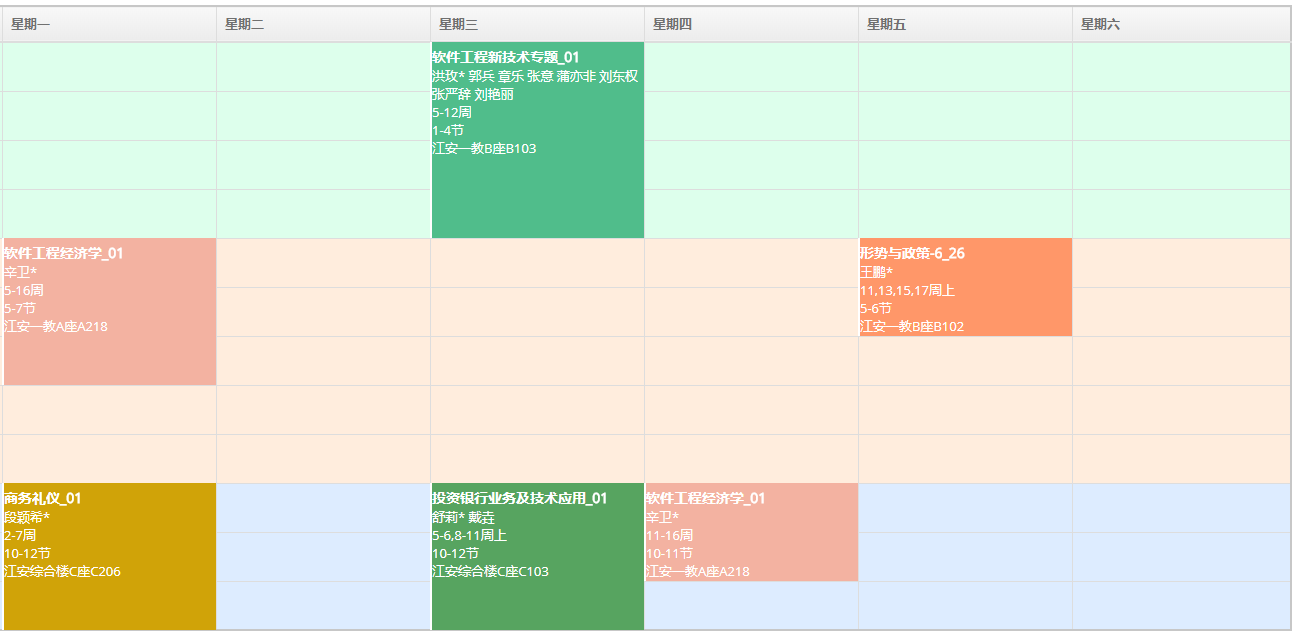 星期一
星期二
星期三
星期四
星期五
星期六
软件工程新技术专题_01
洪玫* 郭兵 章乐 张意 蒲亦非 刘东权
张严辞 刘艳丽
5-12周
1-4节
江安一教B座B103
软件工程经济学_01
辛卫*
5-16周
5-7节
江安一教A座A218
形势与政策-6_26
王鹏*
11,13,15,17周上
5-6节
江安一教B座B102
商务礼仪_01
段颖希*
2-7周
10-12节
江安综合楼C座C206
投资银行业务及技术应用_01
舒莉* 戴垚
5-6,8-11周上
10-12节
江安综合楼C座C103
软件工程经济学_01
辛卫*
11-16周
10-11节
江安一教A座A218